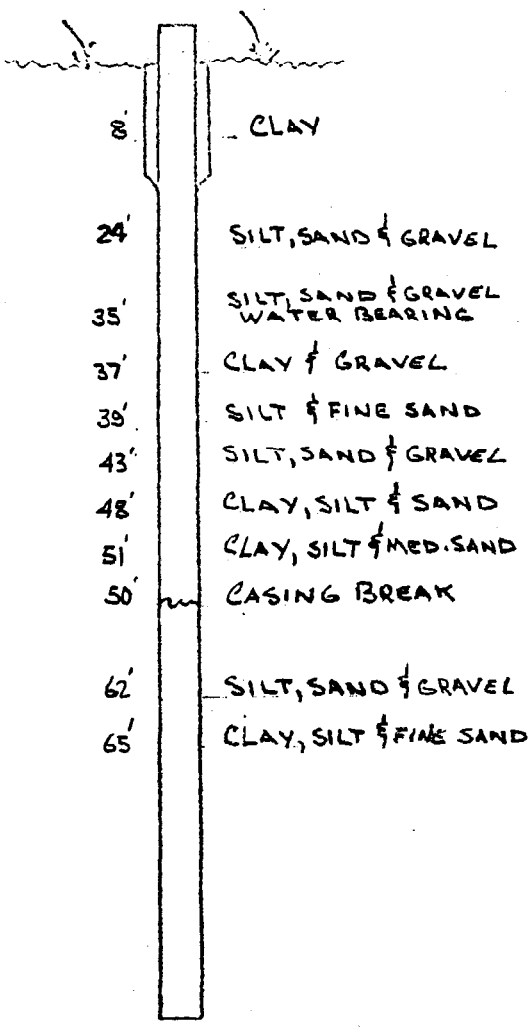 8' CLAY
24' SILT, SAND & GRAVEL
SILT, SAND & GRAVEL
35' WATER BEARING
37' CLAY & GRAVEL
39' SILT & FINE SAND
43' SILT, SAND & GRAVEL
48' CLAY, SILT & SAND
51' CLAY, SILT & MED. SAND
50' CASING BREAK
62' SILT, SAND & GRAVEL
65' CLAY, SILT & FINE SAND